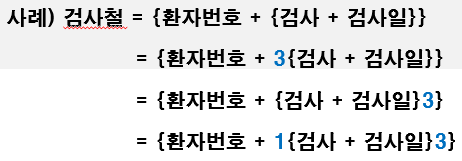 사례) 검사철 = {환자번호 + {검사 + 검사일}}
= {환자번호 + 3{검사 + 검사일}}
= {환자번호 + {검사 + 검사일}3}
= {환자번호 + 1{검사 + 검사일}3}